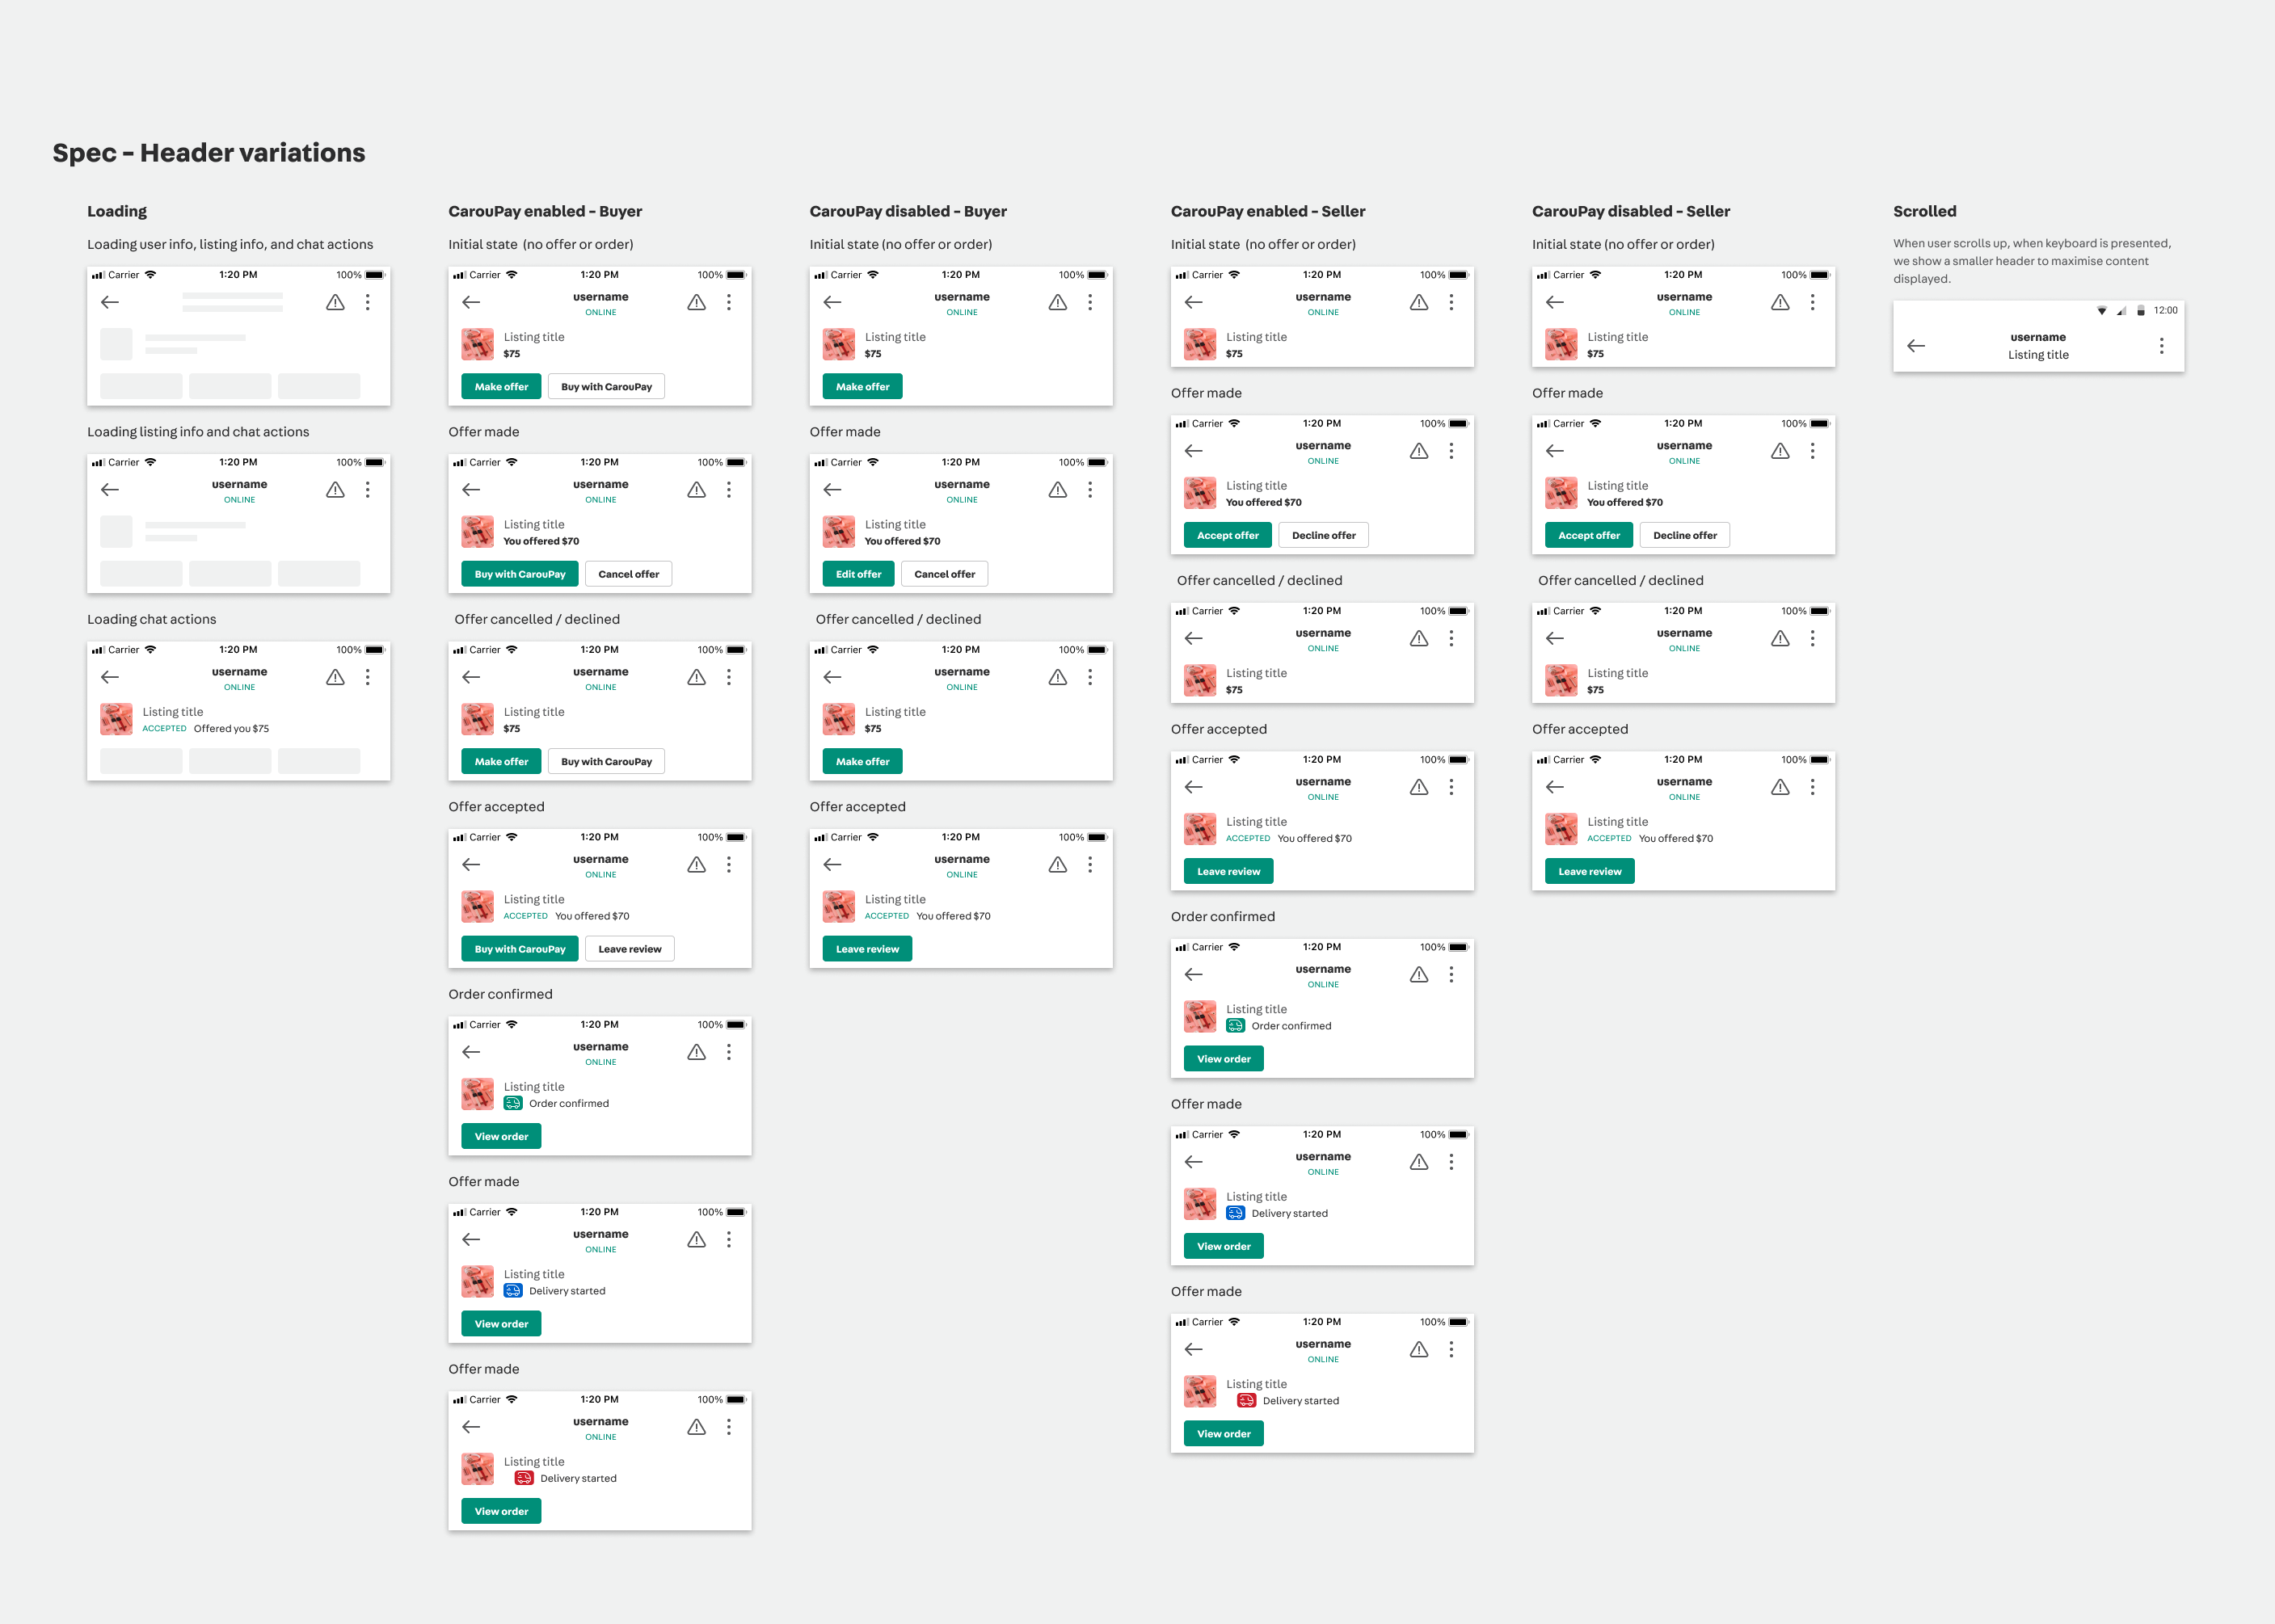 Spec – Header variations
Loading
Loading user info, listing info, and chat actions
Carrier 1:20 PM 100%
Loading listing info and chat actions
Carrier 1:20 PM 100%
username
ONLINE
Loading chat actions
Carrier 1:20 PM 100%
username
ONLINE
Listing title
ACCEPTED Offered you $75
CarouPay enabled – Buyer
Initial state (no offer or order)
Carrier 1:20 PM 100%
username
ONLINE
Listing title
$75
Make offer Buy with CarouPay
Offer made
Carrier 1:20 PM 100%
username
ONLINE
Listing title
You offered $70
Buy with CarouPay Cancel offer
Offer cancelled / declined
Carrier 1:20 PM 100%
username
ONLINE
Listing title
$75
Make offer Buy with CarouPay
Offer accepted
Carrier 1:20 PM 100%
username
ONLINE
Listing title
ACCEPTED You offered $70
Buy with CarouPay Leave review
Order confirmed
Carrier 1:20 PM 100%
username
ONLINE
Listing title
Order confirmed
View order
Offer made
Carrier 1:20 PM 100%
username
ONLINE
Listing title
Delivery started
View order
Offer made
Carrier 1:20 PM 100%
username
ONLINE
Listing title
Delivery started
View order
CarouPay disabled – Buyer
Initial state (no offer or order)
Carrier 1:20 PM 100%
username
ONLINE
Listing title
$75
Make offer
Offer made
Carrier 1:20 PM 100%
username
ONLINE
Listing title
You offered $70
Edit offer Cancel offer
Offer cancelled / declined
Carrier 1:20 PM 100%
username
ONLINE
Listing title
$75
Make offer
Offer accepted
Carrier 1:20 PM 100%
username
ONLINE
Listing title
ACCEPTED You offered $70
Leave review
CarouPay enabled – Seller
Initial state (no offer or order)
Carrier 1:20 PM 100%
username
ONLINE
Listing title
$75
Offer made
Carrier 1:20 PM 100%
username
ONLINE
Listing title
You offered $70
Accept offer Decline offer
Offer cancelled / declined
Carrier 1:20 PM 100%
username
ONLINE
Listing title
$75
Offer accepted
Carrier 1:20 PM 100%
username
ONLINE
Listing title
ACCEPTED You offered $70
Leave review
Order confirmed
Carrier 1:20 PM 100%
username
ONLINE
Listing title
Order confirmed
View order
Offer made
Carrier 1:20 PM 100%
username
ONLINE
Listing title
Delivery started
View order
Offer made
Carrier 1:20 PM 100%
username
ONLINE
Listing title
Delivery started
View order
CarouPay disabled – Seller
Initial state (no offer or order)
Carrier 1:20 PM 100%
username
ONLINE
Listing title
$75
Offer made
Carrier 1:20 PM 100%
username
ONLINE
Listing title
You offered $70
Accept offer Decline offer
Offer cancelled / declined
Carrier 1:20 PM 100%
username
ONLINE
Listing title
$75
Offer accepted
Carrier 1:20 PM 100%
username
ONLINE
Listing title
ACCEPTED You offered $70
Leave review
Scrolled
When user scrolls up, when keyboard is presented,
we show a smaller header to maximise content
displayed.
12:00
username
Listing title